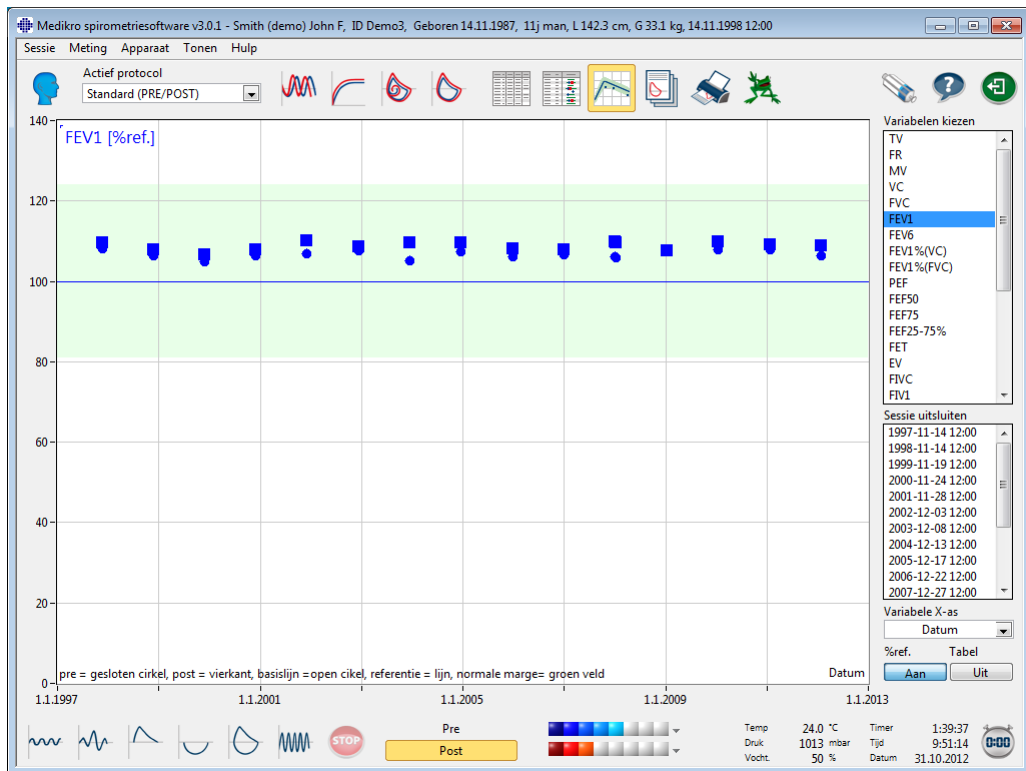 Medikro spirometriesoftware v3.0.1 - Smith (demo) John F,  ID Demo3,  Geboren 14.11.1987,  11j man, L 142.3 cm, G 33.1 kg, 14.11.1998 12:00
Sessie Meting Apparaat Tonen Hulp
Actief protocol
Standard (PRE/POST)
FEV1 [%ref.]
140
120
100
80
60
40
20
0
pre = gesloten cirkel, post = vierkant, basislijn =open cikel, referentie = lijn, normale marge= groen veld
Datum
1.1.1997 1.1.2001 1.1.2005 1.1.2009 1.1.2013
Variabelen kiezen
TV
FR
MV
VC
FVC
FEV1
FEV6
FEV1%(VC)
FEV1%(FVC)
PEF
FEF50
FEF75
FEF25-75%
FET
EV
FIVC
FIV1
Sessie uitsluiten
1997-11-14 12:00
1998-11-14 12:00
1999-11-19 12:00
2000-11-24 12:00
2001-11-28 12:00
2002-12-03 12:00
2003-12-08 12:00
2004-12-13 12:00
2005-12-17 12:00
2006-12-22 12:00
2007-12-27 12:00
Variabele X-as
Datum
%ref. Tabel
Aan Uit
STOP
Pre
Post
Temp 24.0 °C Timer 1:39:37
Druk 1013 mbar Tijd 9:51:14
Vocht. 50 % Datum 31.10.2012
0:00